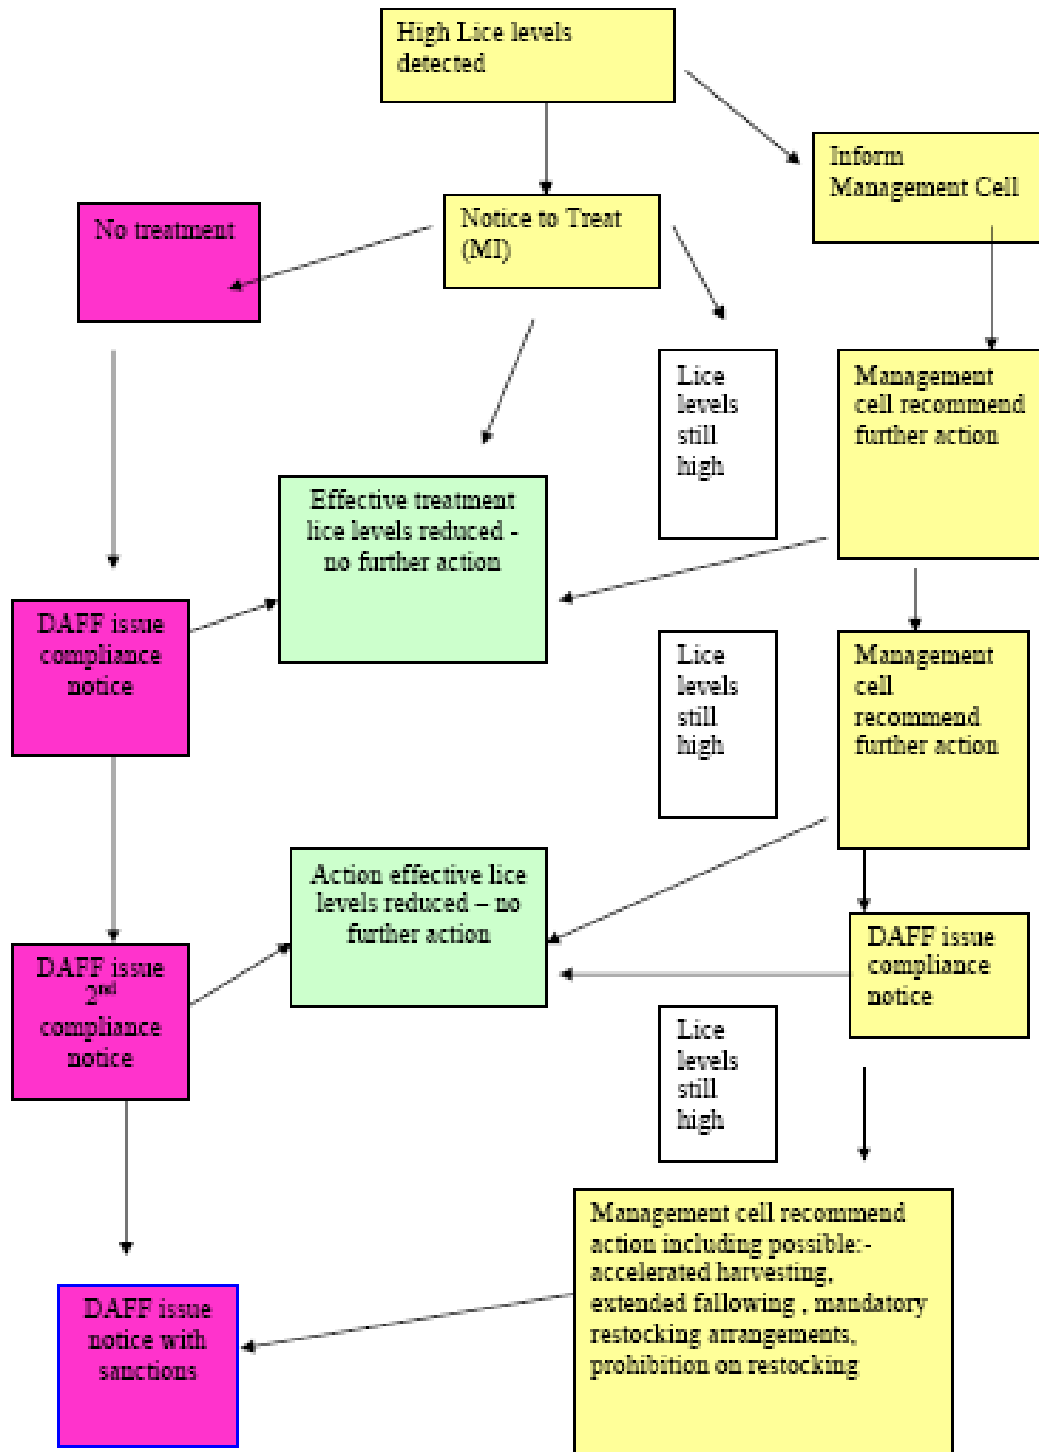 High Lice levels
detected
Inform
Management Cell
No treatment
Notice to Treat
(MI)
Lice
levels
still
high
Management
cell recommend
further action
Effective treatment
lice levels reduced -
no further action
DAFF issue
compliance
notice
Lice
levels
still
high
Management
cell
recommend
further action
Action effective lice
levels reduced – no
further action
DAFF issue
compliance
notice
DAFF issue
2nd
compliance
notice
Lice
levels
still
high
Management cell recommend
action including possible:-
accelerated harvesting,
extended fallowing , mandatory
restocking arrangements,
prohibition on restocking
DAFF issue
notice with
sanctions